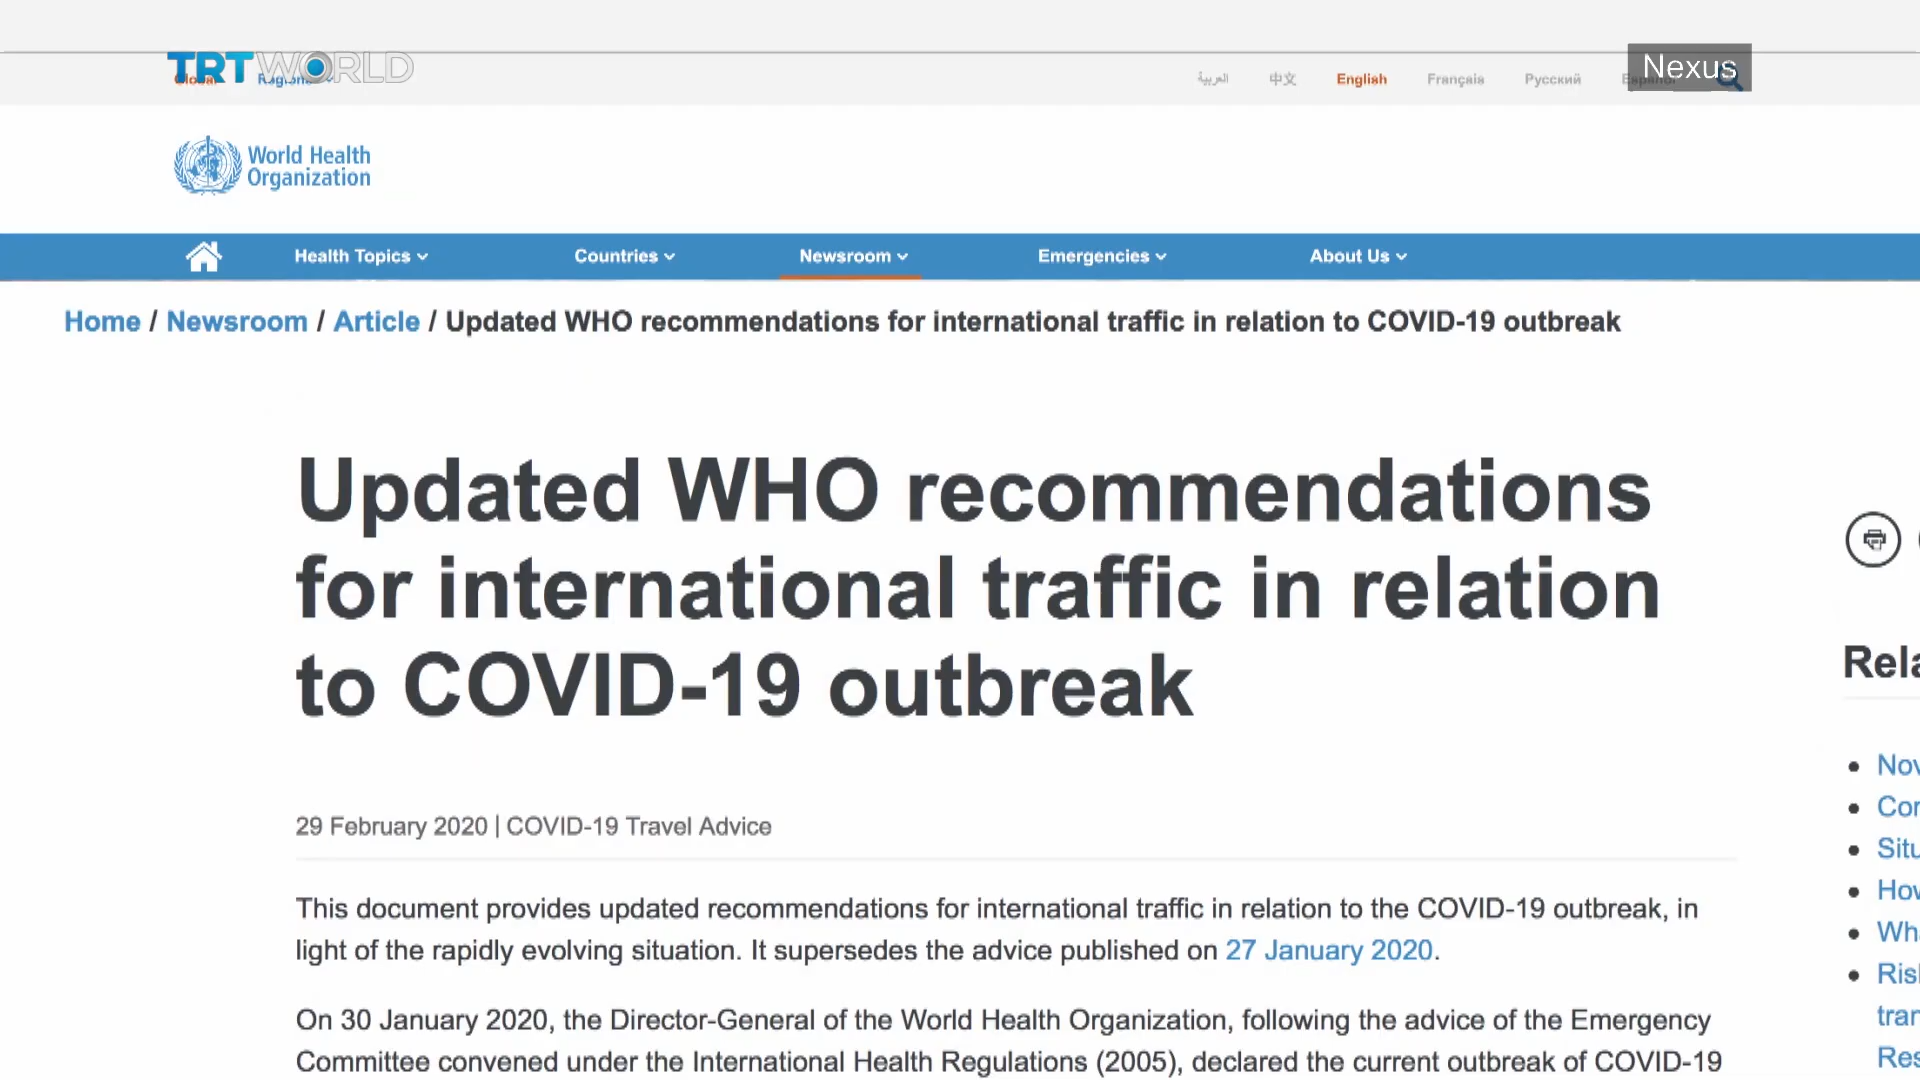 TRT WORLD
Global Regions
العربية 中文 English Français Русский Español
Nexus
World Health
Organization
Health Topics Countries Newsroom Emergencies About Us
Home / Newsroom / Article / Updated WHO recommendations for international traffic in relation to COVID-19 outbreak
Updated WHO recommendations
for international traffic in relation
to COVID-19 outbreak
29 February 2020 | COVID-19 Travel Advice
This document provides updated recommendations for international traffic in relation to the COVID-19 outbreak, in
light of the rapidly evolving situation. It supersedes the advice published on 27 January 2020.
On 30 January 2020, the Director-General of the World Health Organization, following the advice of the Emergency
Committee convened under the International Health Regulations (2005), declared the current outbreak of COVID-19